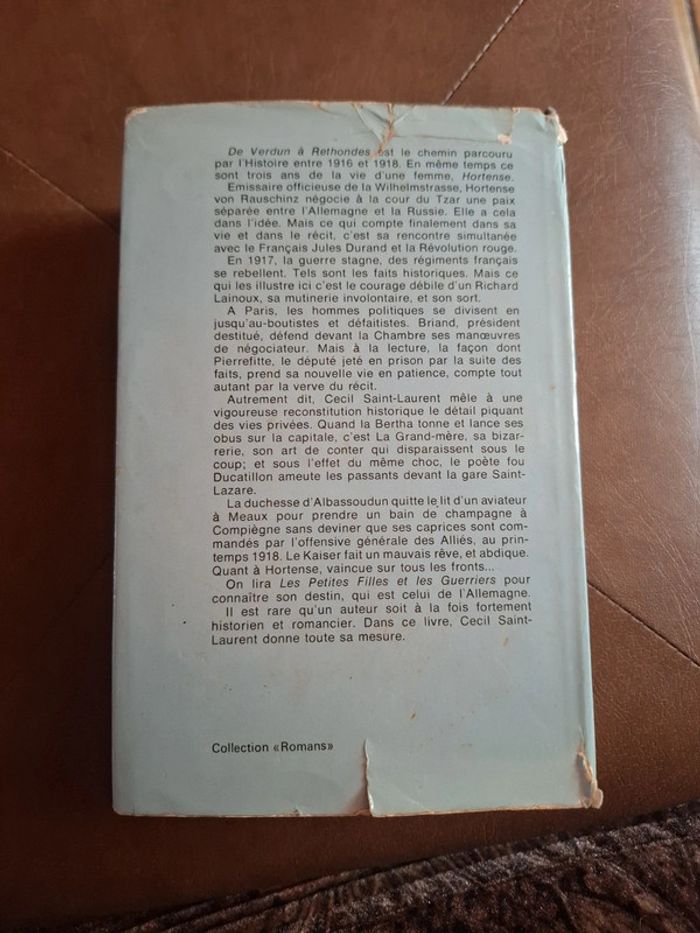 De Verdun à Rethondes est le chemin parcouru
par l'Histoire entre 1916 et 1918. En même temps ce
sont trois ans de la vie d'une femme, Hortense.
Emissaire officieuse de la Wilhelmstrasse, Hortense
von Rauschinz négocie à la cour du Tzar une paix
séparée entre l'Allemagne et la Russie. Elle a cela
dans l'idée. Mais ce qui compte finalement dans sa
vie et dans le récit, c'est sa rencontre simultanée
avec le Français Jules Durand et la Révolution rouge.
En 1917, la guerre stagne, des régiments français
se rebellent. Tels sont les faits historiques. Mais ce
qui les illustre ici c'est le courage débile d'un Richard
Lainoux, sa mutinerie involontaire, et son sort.
A Paris, les hommes politiques se divisent en
jusqu'au-boutistes et défaitistes. Briand, président
destitué, défend devant la Chambre ses manœuvres
de négociateur. Mais à la lecture, la façon dont
Pierrefitte, le député jeté en prison par la suite des
faits, prend sa nouvelle vie en patience, compte tout
autant par la verve du récit.
Autrement dit, Cecil Saint-Laurent mêle à une
vigoureuse reconstitution historique le détail piquant
des vies privées. Quand la Bertha tonne et lance ses
obus sur la capitale, c'est La Grand-mère, sa bizar-
rerie, son art de conter qui disparaissent sous le
coup; et sous l'effet du même choc, le poète fou
Ducatillon ameute les passants devant la gare Saint-
Lazare.
La duchesse d'Albassoudun quitte le lit d'un aviateur
à Meaux pour prendre un bain de champagne à
Compiègne sans deviner que ses caprices sont com-
mandés par l'offensive générale des Alliés, au prin-
temps 1918. Le Kaiser fait un mauvais rêve, et abdique.
Quant à Hortense, vaincue sur tous les fronts...
On lira Les Petites Filles et les Guerriers pour
connaître son destin, qui est celui de l'Allemagne.
Il est rare qu'un auteur soit à la fois fortement
historien et romancier. Dans ce livre, Cecil Saint-
Laurent donne toute sa mesure.
Collection «Romans»